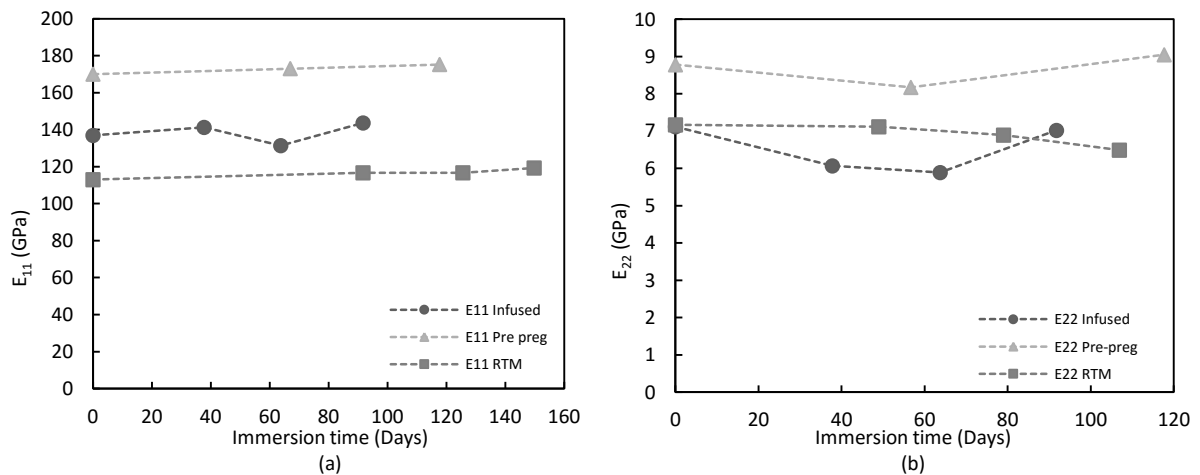 200
180
160
140
120
100
80
60
40
20
0
E11 (GPa)
E11 Infused
E11 Pre preg
E11 RTM
0 20 40 60 80 100 120 140 160
Immersion time (Days)
(a)
10
9
8
7
6
5
4
3
2
1
0
E22 (GPa)
E22 Infused
E22 Pre-preg
E22 RTM
0 20 40 60 80 100 120
Immersion time (Days)
(b)